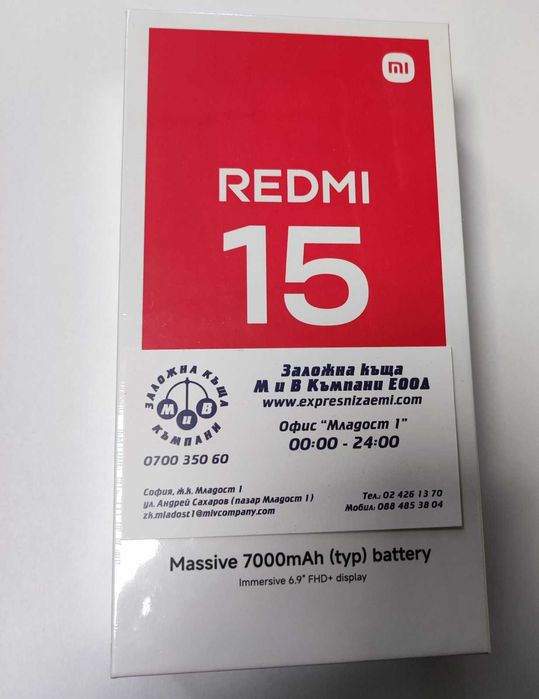 mi
REDMI
15
ЗАЛОЖНА КЪЩА
М и В
КЪМПАНИ
0700 350 60
Заложна къща
М и В Къмпани ЕООД
www.expresnizaemi.com
Офис "Младост 1"
00:00 - 24:00
София, ж.к. Младост 1
ул. Андрей Сахаров (пазар Младост 1)
zk.mladost1@mivcompany.com
Тел. 02 426 13 70
Мобил: 088 485 38 04
Massive 7000mAh (typ) battery
Immersive 6.9" FHD+ display